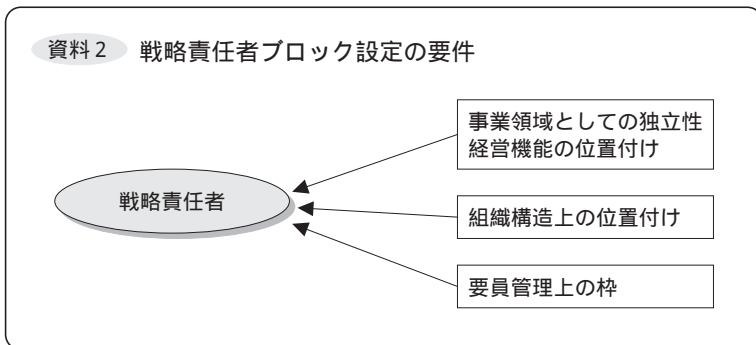 資料2 戦略責任者ブロック設定の要件
事業領域としての独立性
経営機能の位置付け
戦略責任者
組織構造上の位置付け
要員管理上の枠